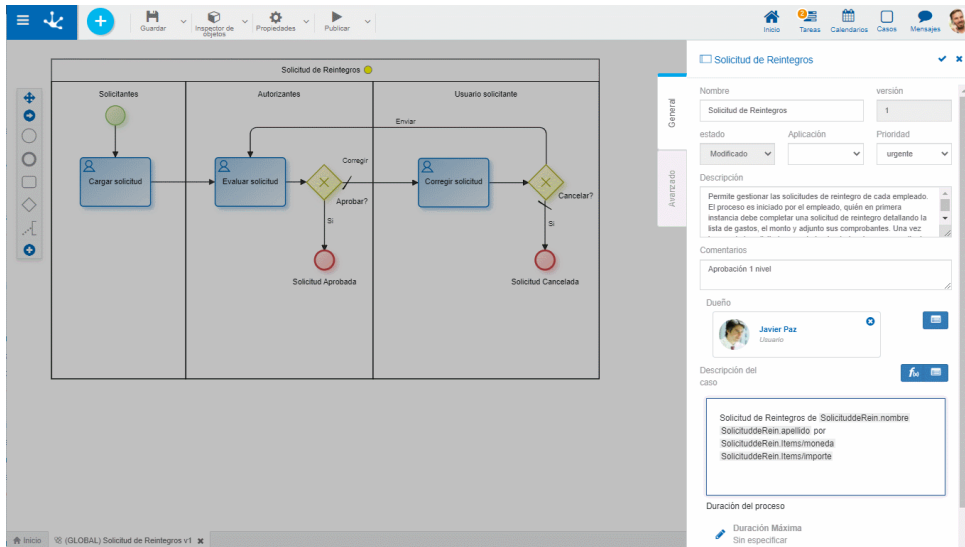 Guardar
Inspector de
objetos
Propiedades
Publicar
Inicio
2
Tareas
Calendarios
Casos
Mensajes
Solicitud de Reintegros
Solicitantes
Autorizantes
Usuario solicitante
Enviar
Cargar solicitud
Evaluar solicitud
Corregir
Aprobar?
Si
Corregir solicitud
Cancelar?
Si
Solicitud Aprobada
Solicitud Cancelada
General
Avanzado
Solicitud de Reintegros
Nombre
versión
Solicitud de Reintegros
1
estado
Aplicación
Prioridad
Modificado
urgente
Descripción
Permite gestionar las solicitudes de reintegro de cada empleado.
El proceso es iniciado por el empleado, quién en primera
instancia debe completar una solicitud de reintegro detallando la
lista de gastos, el monto y adjunto sus comprobantes. Una vez
Comentarios
Aprobación 1 nivel
Dueño
Javier Paz
Usuario
Descripción del
caso
f(x)
Solicitud de Reintegros de SolicituddeRein.nombre
SolicituddeRein.apellido por
SolicituddeRein.Items/moneda
SolicituddeRein.Items/importe
Duración del proceso
Duración Máxima
Sin especificar
Inicio
(GLOBAL) Solicitud de Reintegros v1